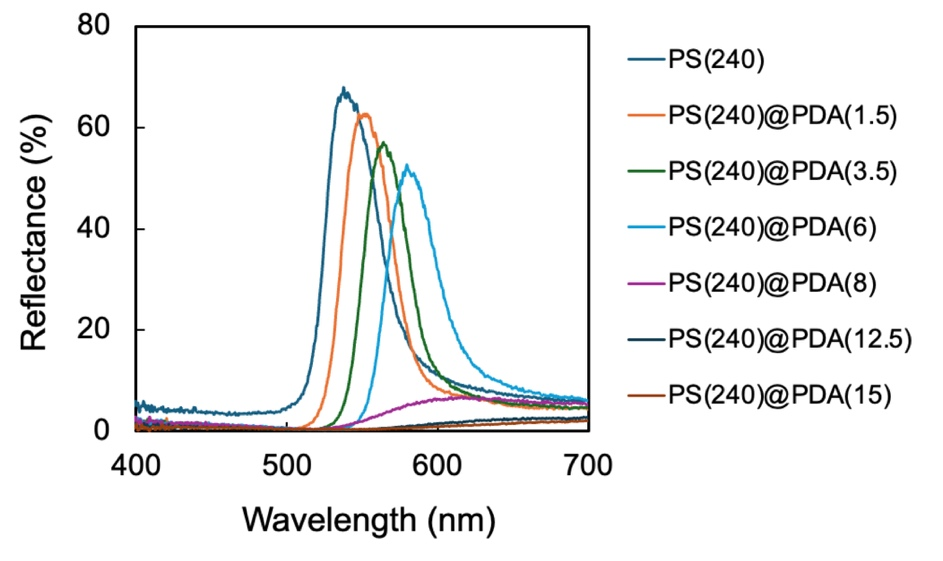 80
60
40
20
0
400
500
600
700
Reflectance (%)
Wavelength (nm)
PS(240)
PS(240)@PDA(1.5)
PS(240)@PDA(3.5)
PS(240)@PDA(6)
PS(240)@PDA(8)
PS(240)@PDA(12.5)
PS(240)@PDA(15)